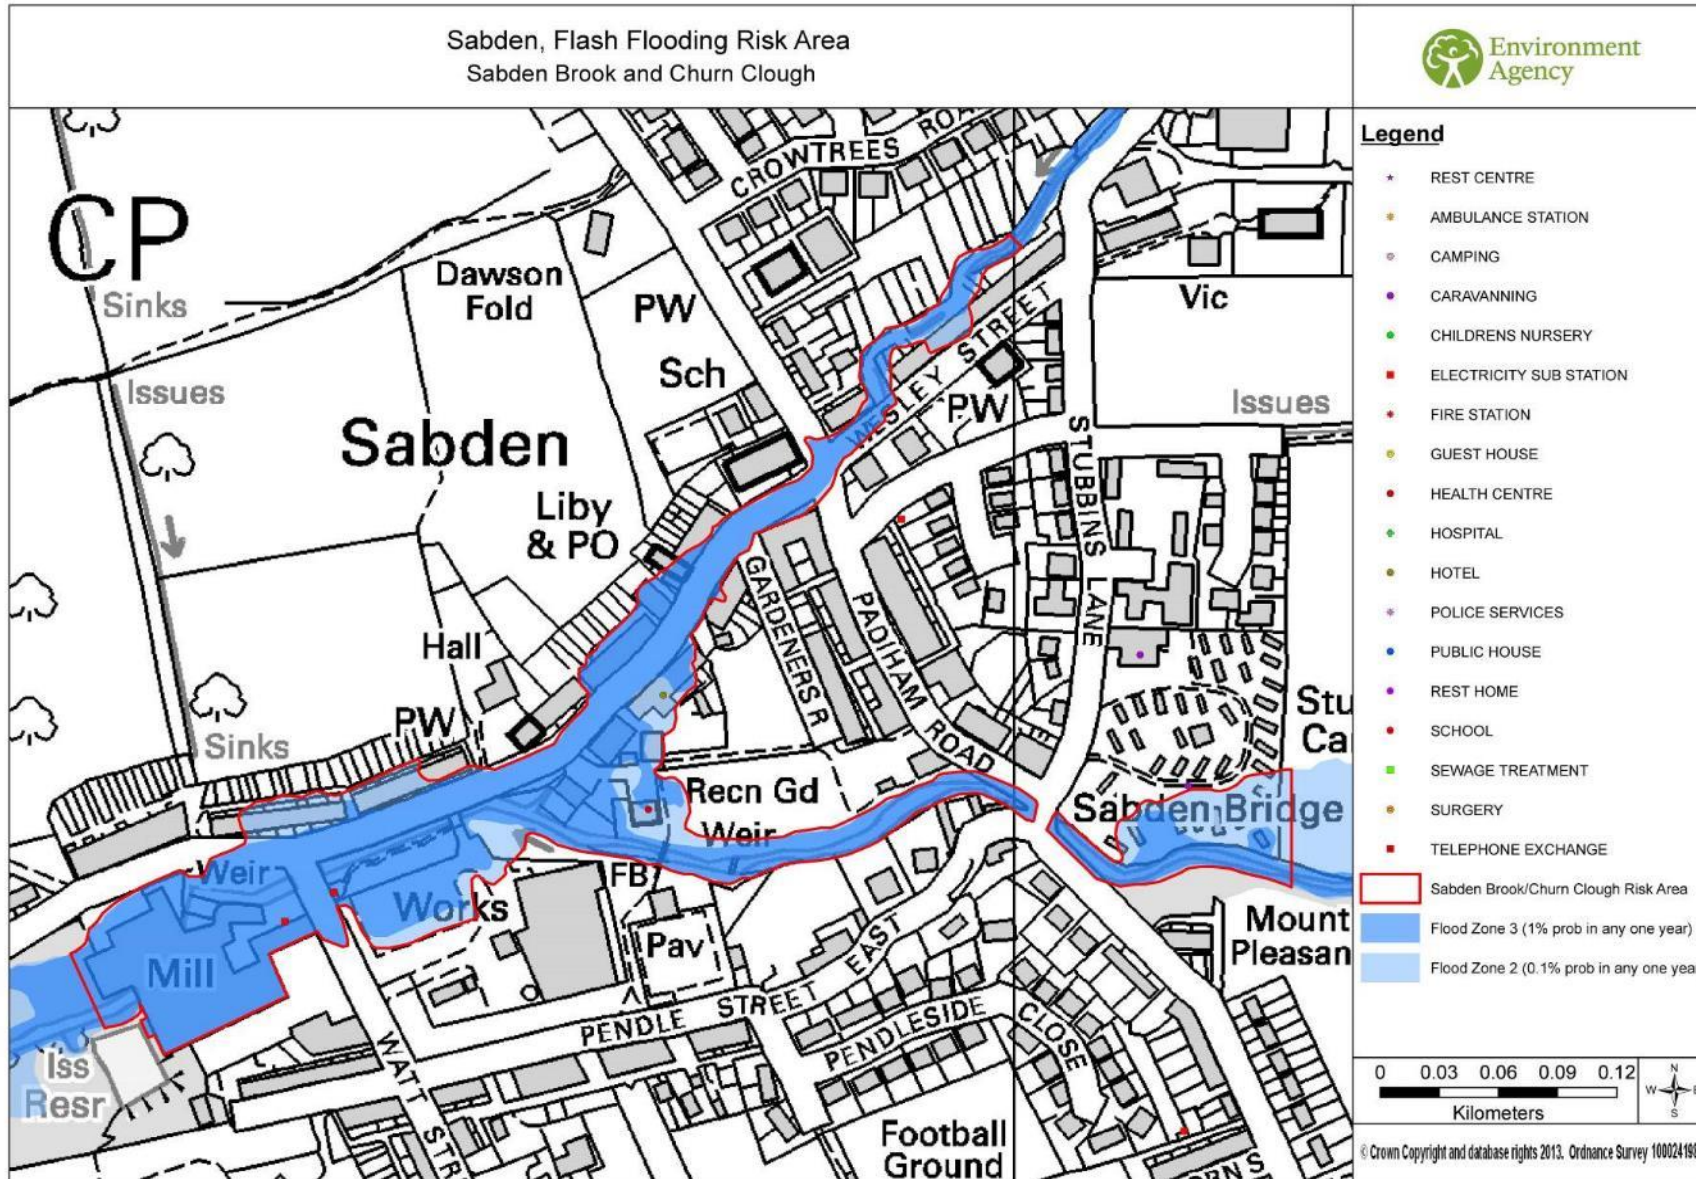 Sabden, Flash Flooding Risk Area
Sabden Brook and Churn Clough
Environment
Agency
Legend
REST CENTRE
AMBULANCE STATION
CAMPING
CARAVANNING
CHILDRENS NURSERY
ELECTRICITY SUB STATION
FIRE STATION
GUEST HOUSE
HEALTH CENTRE
HOSPITAL
HOTEL
POLICE SERVICES
PUBLIC HOUSE
REST HOME
SCHOOL
SEWAGE TREATMENT
SURGERY
TELEPHONE EXCHANGE
Sabden Brook/Churn Clough Risk Area
Flood Zone 3 (1% prob in any one year)
Flood Zone 2 (0.1% prob in any one year
0 0.03 0.06 0.09 0.12
Kilometers
N
W E
S
© Crown Copyright and database rights 2013. Ordnance Survey 100024198
CROWTREES ROA
CP
Sinks
Dawson
Fold
PW
Vic
Issues
Sch
WESLEY STREET
PW
Issues
Sabden
STUBBINS LANE
Liby
& PO
GARDENERS R
PADIHAM ROAD
Hall
PW
Sinks
Stu
Ca
Recn Gd
Weir
Sabden Bridge
Weir
FB
Works
Mount
Pleasan
Mill
Pav
EAST
PENDLE STREET
PENDLESIDE CLOSE
Iss
Resr
WATT STR
Football
Ground
RN S